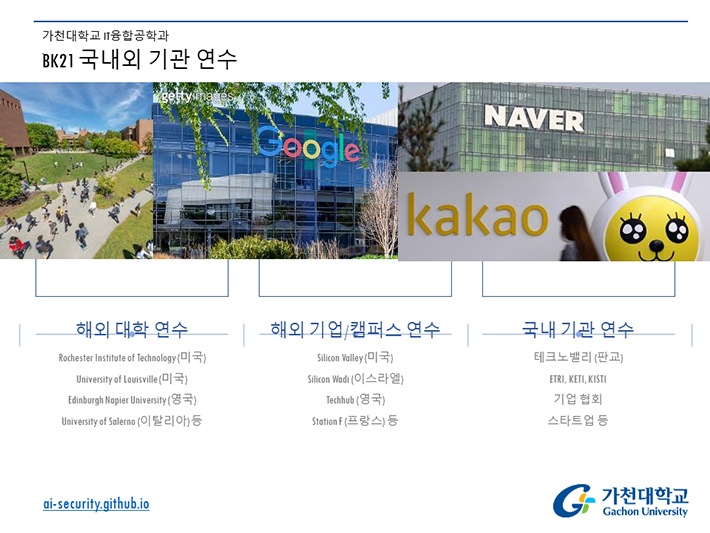 가천대학교 IT융합공학과
BK21 국내외 기관 연수
gettyimages
Google
NAVER
kakao
해외 대학 연수
Rochester Institute of Technology (미국)
University of Louisville (미국)
Edinburgh Napier University (영국)
University of Salerno (이탈리아) 등
해외 기업/캠퍼스 연수
Silicon Valley (미국)
Silicon Wadi (이스라엘)
Techhub (영국)
Station F (프랑스) 등
국내 기관 연수
테크노밸리 (판교)
ETRI, KETI, KISTI
기업 협회
스타트업 등
ai-security.github.io
가천대학교
Gachon University